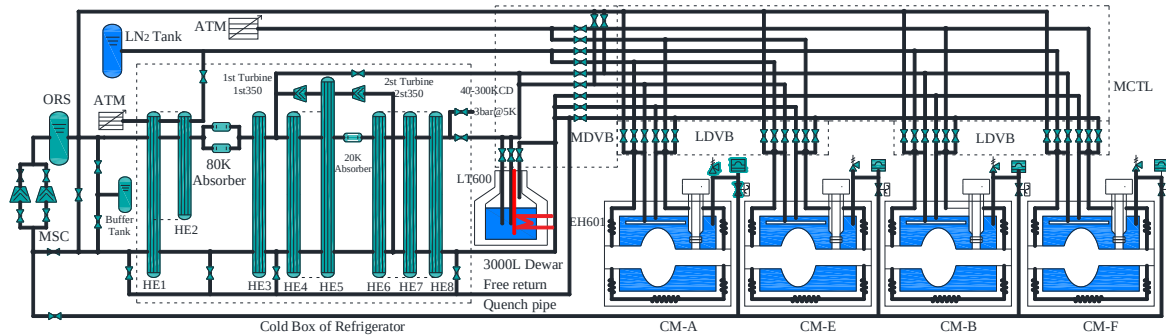 ATM
LN2 Tank
MCTL
1st Turbine
1st350
2st Turbine
2st350
40-300KCD
3bar@5K
ORS
ATM
MDVB
LDVB
LDVB
80K
Absorber
20K
Absorber
LT600
Buffer
Tank
MSC
HE2
EH601
3000L Dewar
HE1
HE3
HE4
HE5
HE6
HE7
HE8
Free return
Quench pipe
Cold Box of Refrigerator
CM-A
CM-E
CM-B
CM-F